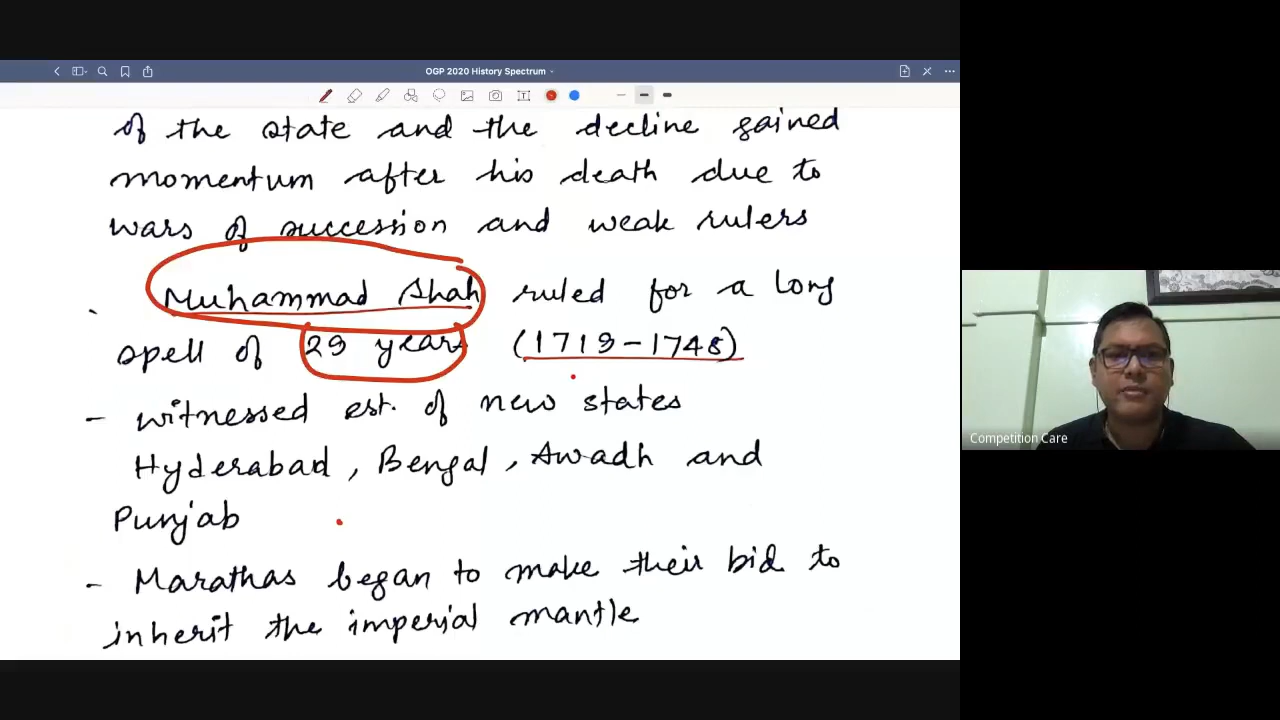 OGP 2020 History Spectrum
of the state and the decline gained
momentum after his death due to
wars of succession and weak rulers
Muhammad Shah ruled for a long
spell of 29 years (1719-1748)
- witnessed est. of new states
Hyderabad, Bengal, Awadh and
Punjab
- Marathas began to make their bid to
inherit the imperial mantle
Competition Care